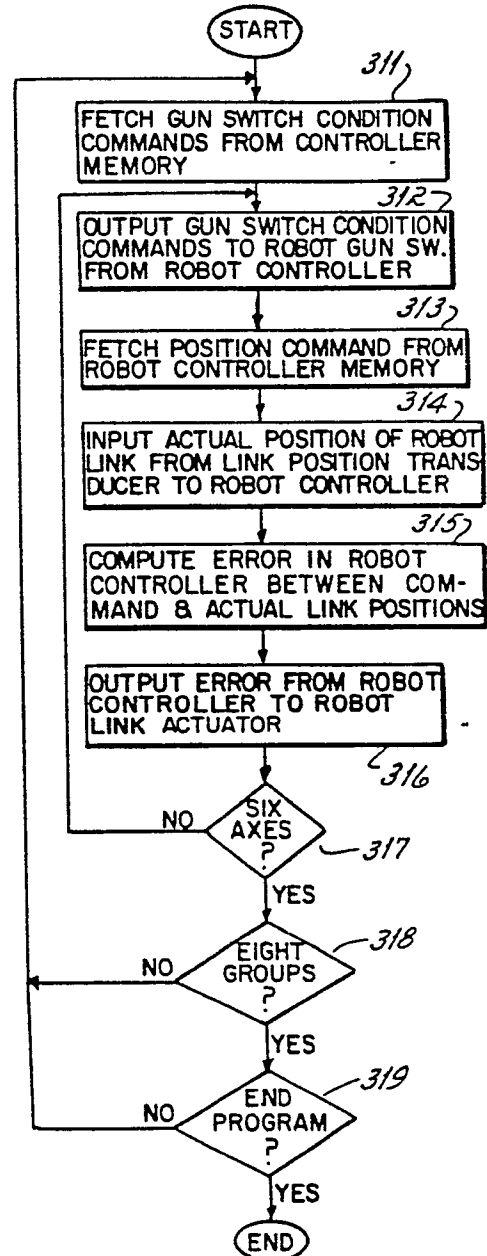 START
311
FETCH GUN SWITCH CONDITION
COMMANDS FROM CONTROLLER
MEMORY
312
OUTPUT GUN SWITCH CONDITION
COMMANDS TO ROBOT GUN SW.
FROM ROBOT CONTROLLER
313
FETCH POSITION COMMAND FROM
ROBOT CONTROLLER MEMORY
314
INPUT ACTUAL POSITION OF ROBOT
LINK FROM LINK POSITION TRANS
DUCER TO ROBOT CONTROLLER
315
COMPUTE ERROR IN ROBOT
CONTROLLER BETWEEN COM-
MAND & ACTUAL LINK POSITIONS
OUTPUT ERROR FROM ROBOT
CONTROLLER TO ROBOT
LINK ACTUATOR
316
NO
SIX
AXES
?
317
YES
NO
EIGHT
GROUPS
?
318
YES
NO
END
PROGRAM
?
319
YES
END